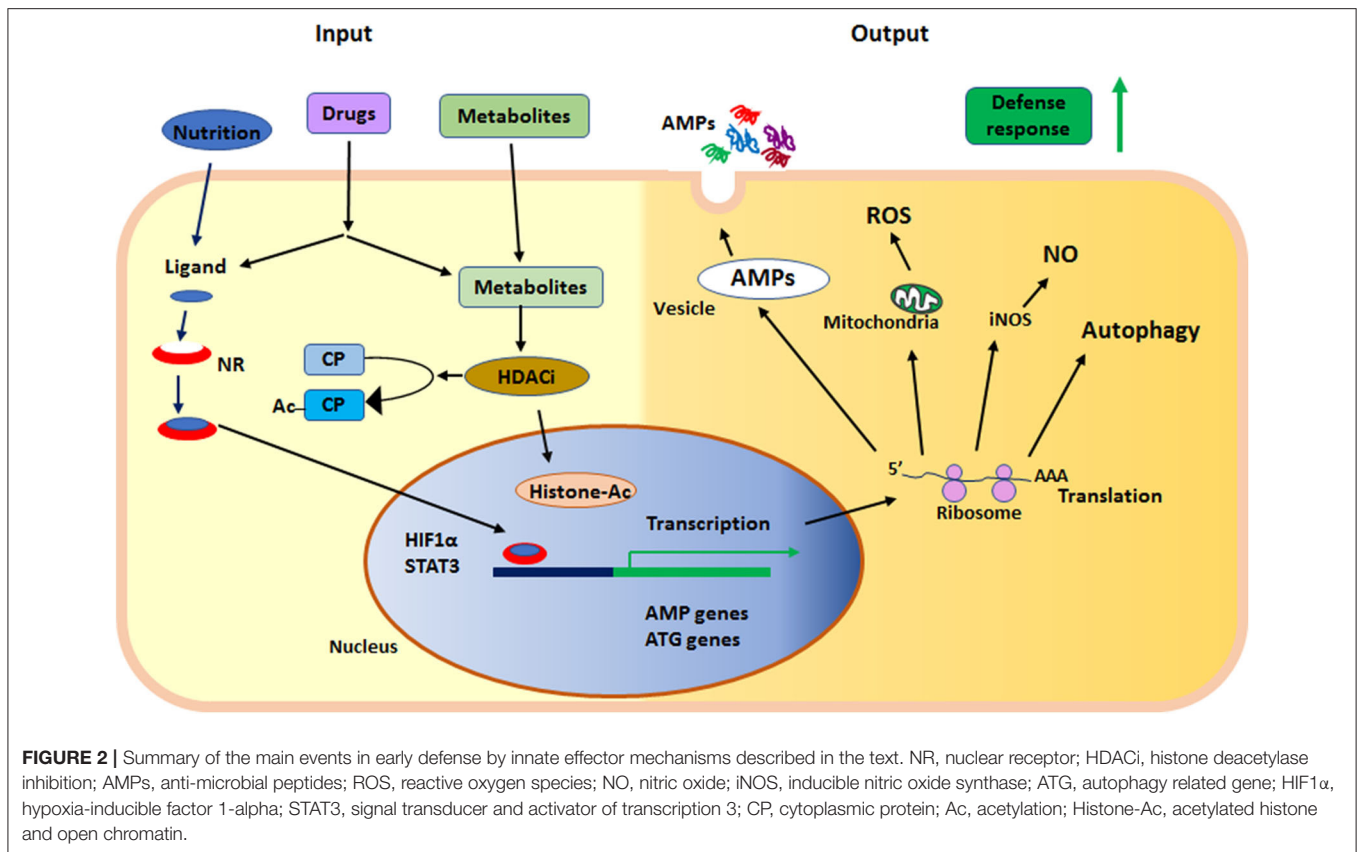 Input
Output
Nutrition
Drugs
Metabolites
AMPs
Defense
response
Ligand
Metabolites
NR
CP
HDACi
Ac
CP
Histone-Ac
Transcription
HIF1α
STAT3
AMP genes
ATG genes
Nucleus
AMPs
Vesicle
ROS
Mitochondria
NO
iNOS
Autophagy
5’
AAA
Translation
Ribosome
FIGURE 2 | Summary of the main events in early defense by innate effector mechanisms described in the text. NR, nuclear receptor; HDACi, histone deacetylase
inhibition; AMPs, anti-microbial peptides; ROS, reactive oxygen species; NO, nitric oxide; iNOS, inducible nitric oxide synthase; ATG, autophagy related gene; HIF1α,
hypoxia-inducible factor 1-alpha; STAT3, signal transducer and activator of transcription 3; CP, cytoplasmic protein; Ac, acetylation; Histone-Ac, acetylated histone
and open chromatin.